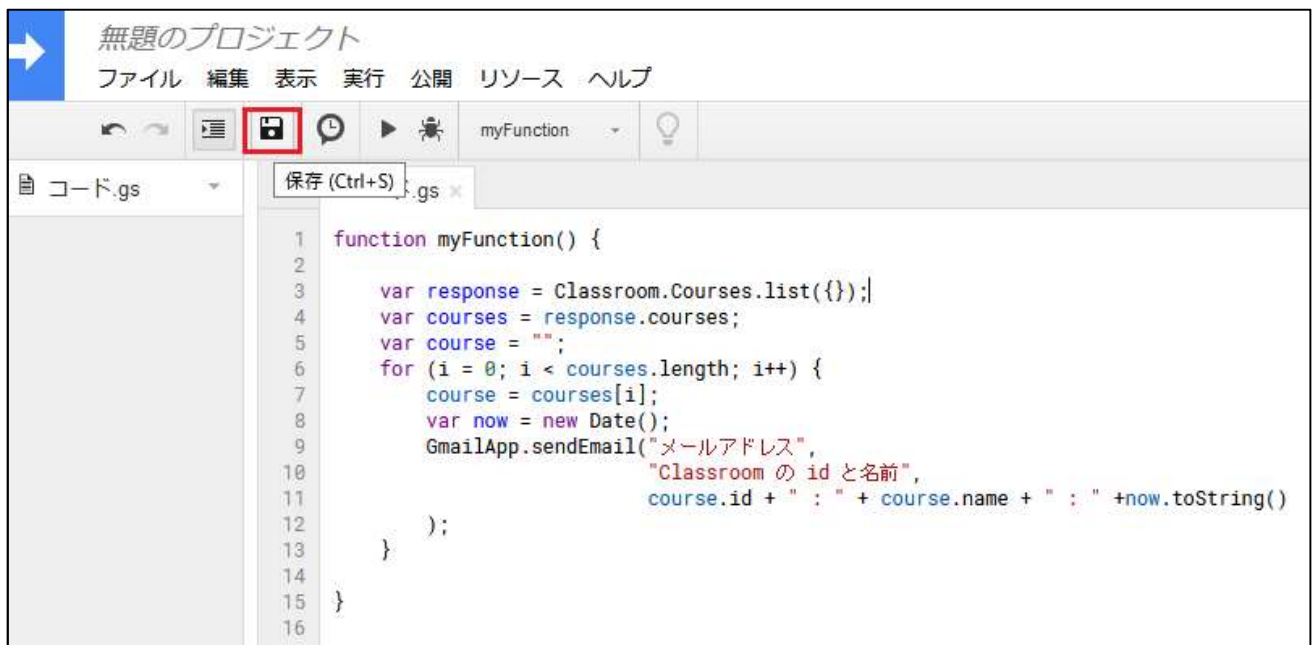 無題のプロジェクト
ファイル 編集 表示 実行 公開 リソース ヘルプ
myFunction
保存 (Ctrl+S)
コード.gs
.gs ×
1 function myFunction() {
2
3 var response = Classroom.Courses.list({});
4 var courses = response.courses;
5 var course = "";
6 for (i = 0; i < courses.length; i++) {
7 course = courses[i];
8 var now = new Date();
9 GmailApp.sendEmail("メールアドレス",
10 "Classroom の id と名前",
11 course.id + " : " + course.name + " : " +now.toString()
12 );
13 }
14
15 }
16